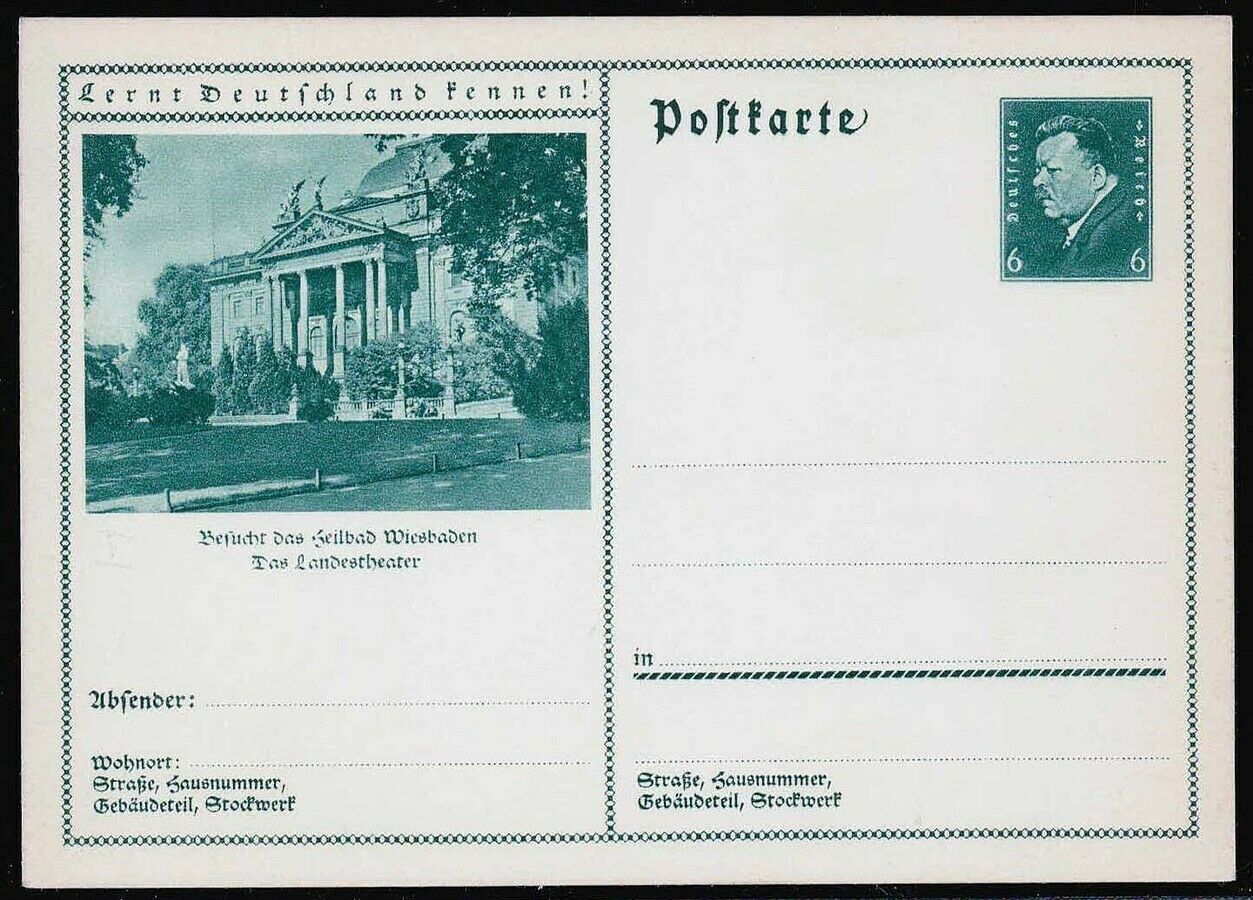 Lernt Deutschland kennen!
Besucht das Heilbad Wiesbaden
Das Landestheater
Absender:
Wohnort:
Straße, Hausnummer,
Gebäudeteil, Stockwerk
Postkarte
Deutsches
Reich
6 6
in
Straße, Hausnummer,
Gebäudeteil, Stockwerk